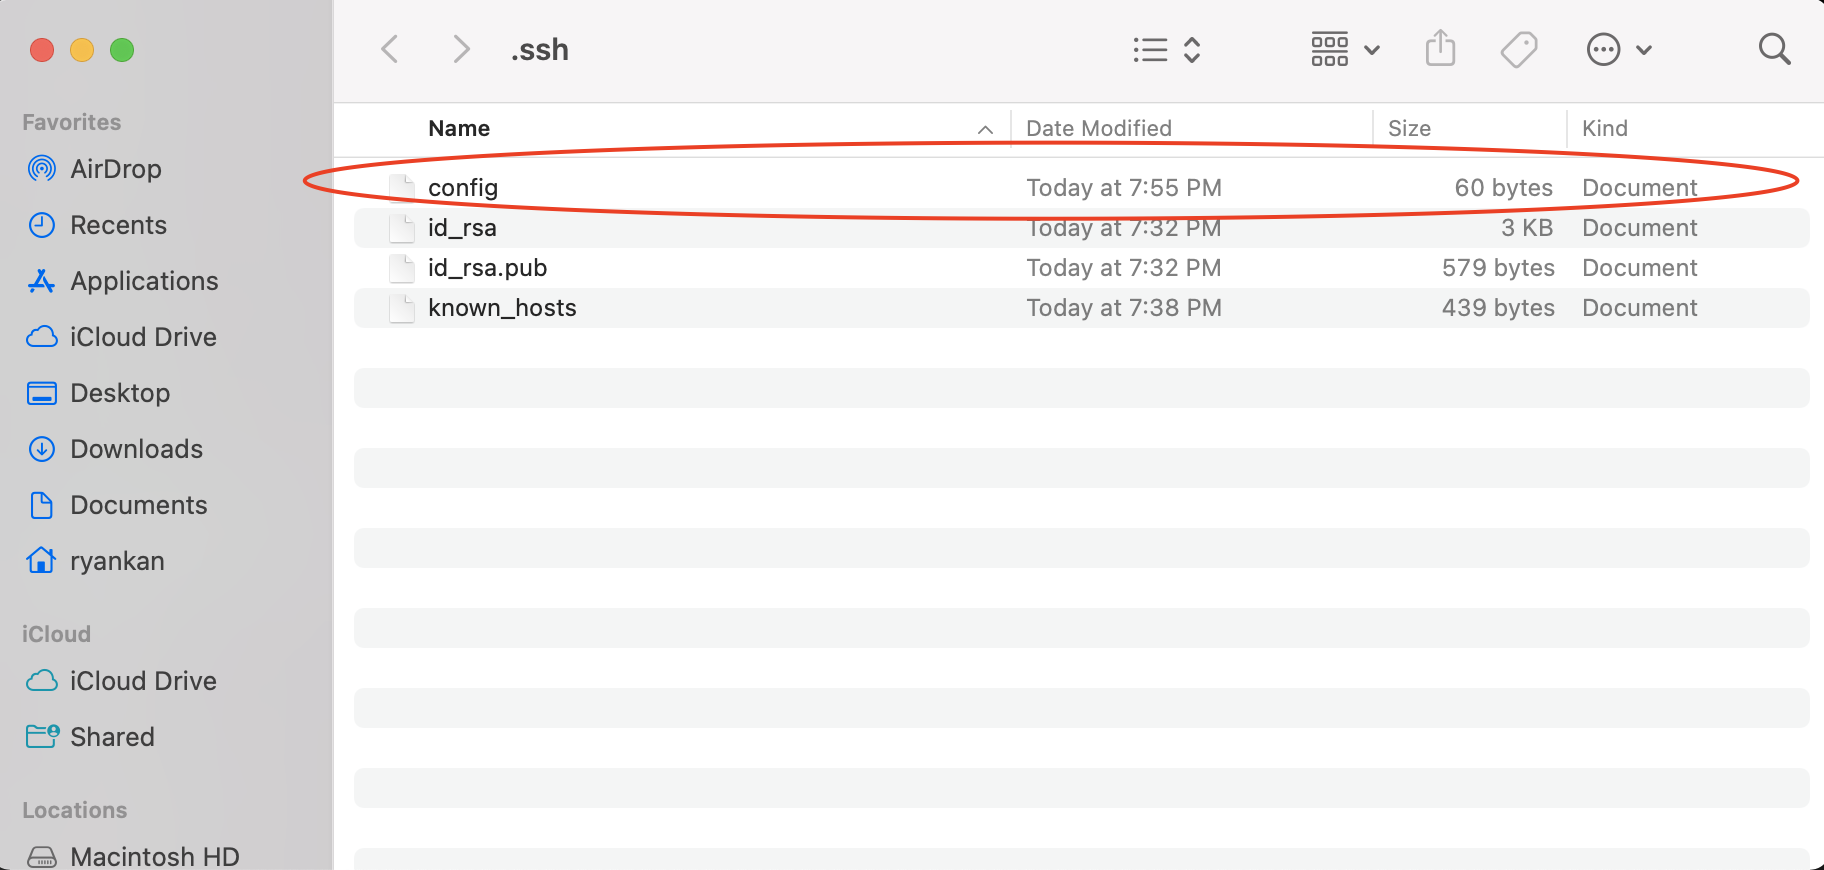 .ssh
Favorites
AirDrop
Recents
Applications
iCloud Drive
Desktop
Downloads
Documents
ryankan
iCloud
iCloud Drive
Shared
Locations
Macintosh HD
Name Date Modified Size Kind
config Today at 7:55 PM 60 bytes Document
id_rsa Today at 7:32 PM 3 KB Document
id_rsa.pub Today at 7:32 PM 579 bytes Document
known_hosts Today at 7:38 PM 439 bytes Document